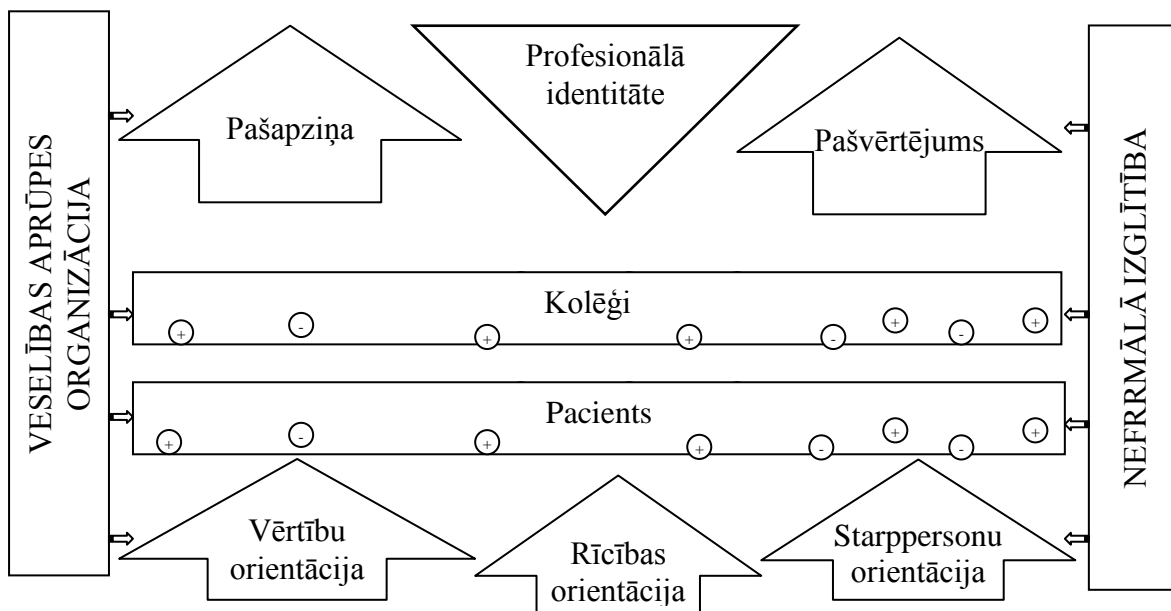 VESELĪBAS APRŪPES
ORGANIZĀCIJA
Pašapziņa
Profesionālā
identitāte
Pašvērtējums
NEFRRMĀLĀ IZGLĪTĪBA
Kolēģi
+ - + + - + - +
Pacients
+ - + + - + - +
Vērtību
orientācija
Rīcības
orientācija
Starppersonu
orientācija